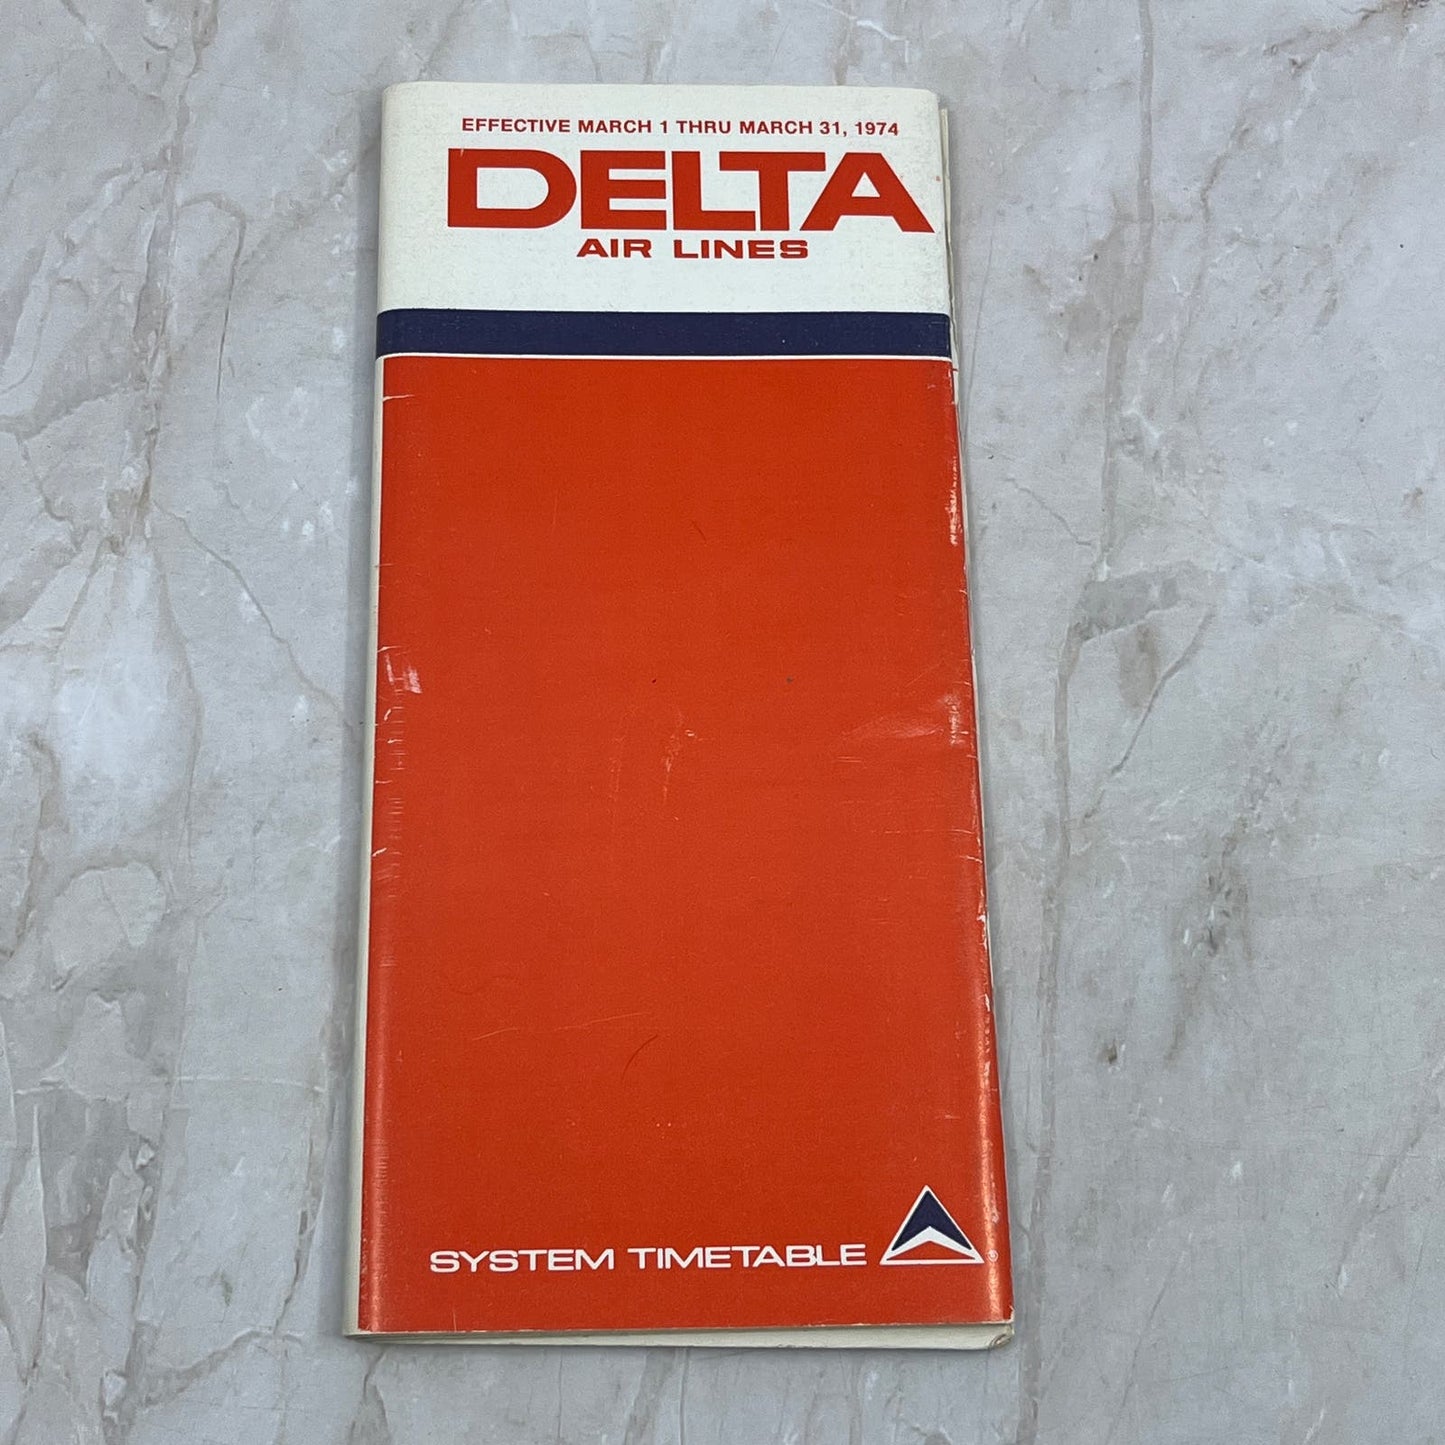 EFFECTIVE MARCH 1 THRU MARCH 31, 1974
DELTA
AIR LINES
SYSTEM TIMETABLE ®